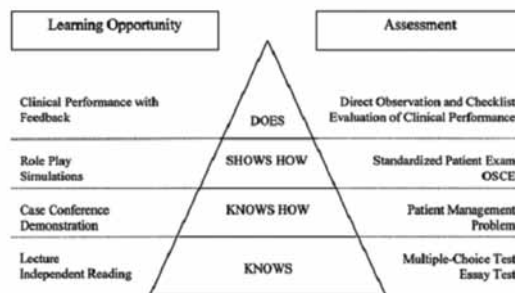 Learning Opportunity
Assessment
Clinical Performance with
Feedback
DOES
Direct Observation and Checklist
Evaluation of Clinical Performance
Role Play
Simulations
SHOWS HOW
Standardized Patient Exam
OSCE
Case Conference
Demonstration
KNOWS HOW
Patient Management
Problem
Lecture
Independent Reading
KNOWS
Multiple-Choice Test
Essay Test